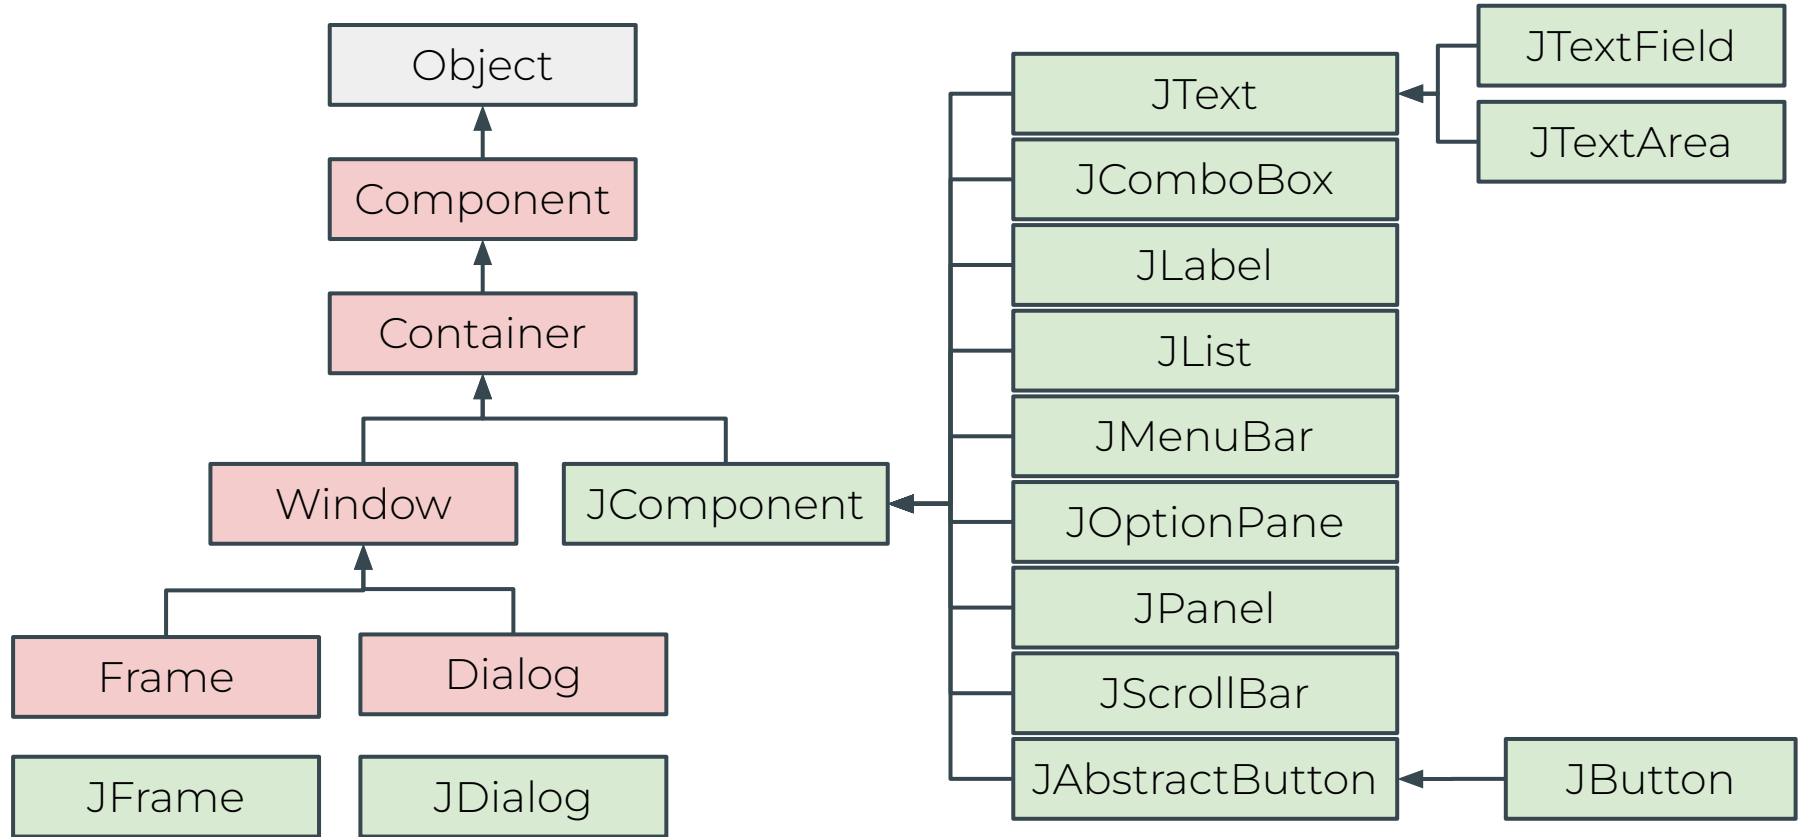 Object
Component
Container
Window
JComponent
Frame
Dialog
JFrame
JDialog
JText
JComboBox
JLabel
JList
JMenuBar
JOptionPane
JPanel
JScrollBar
JAbstractButton
JTextField
JTextArea
JButton